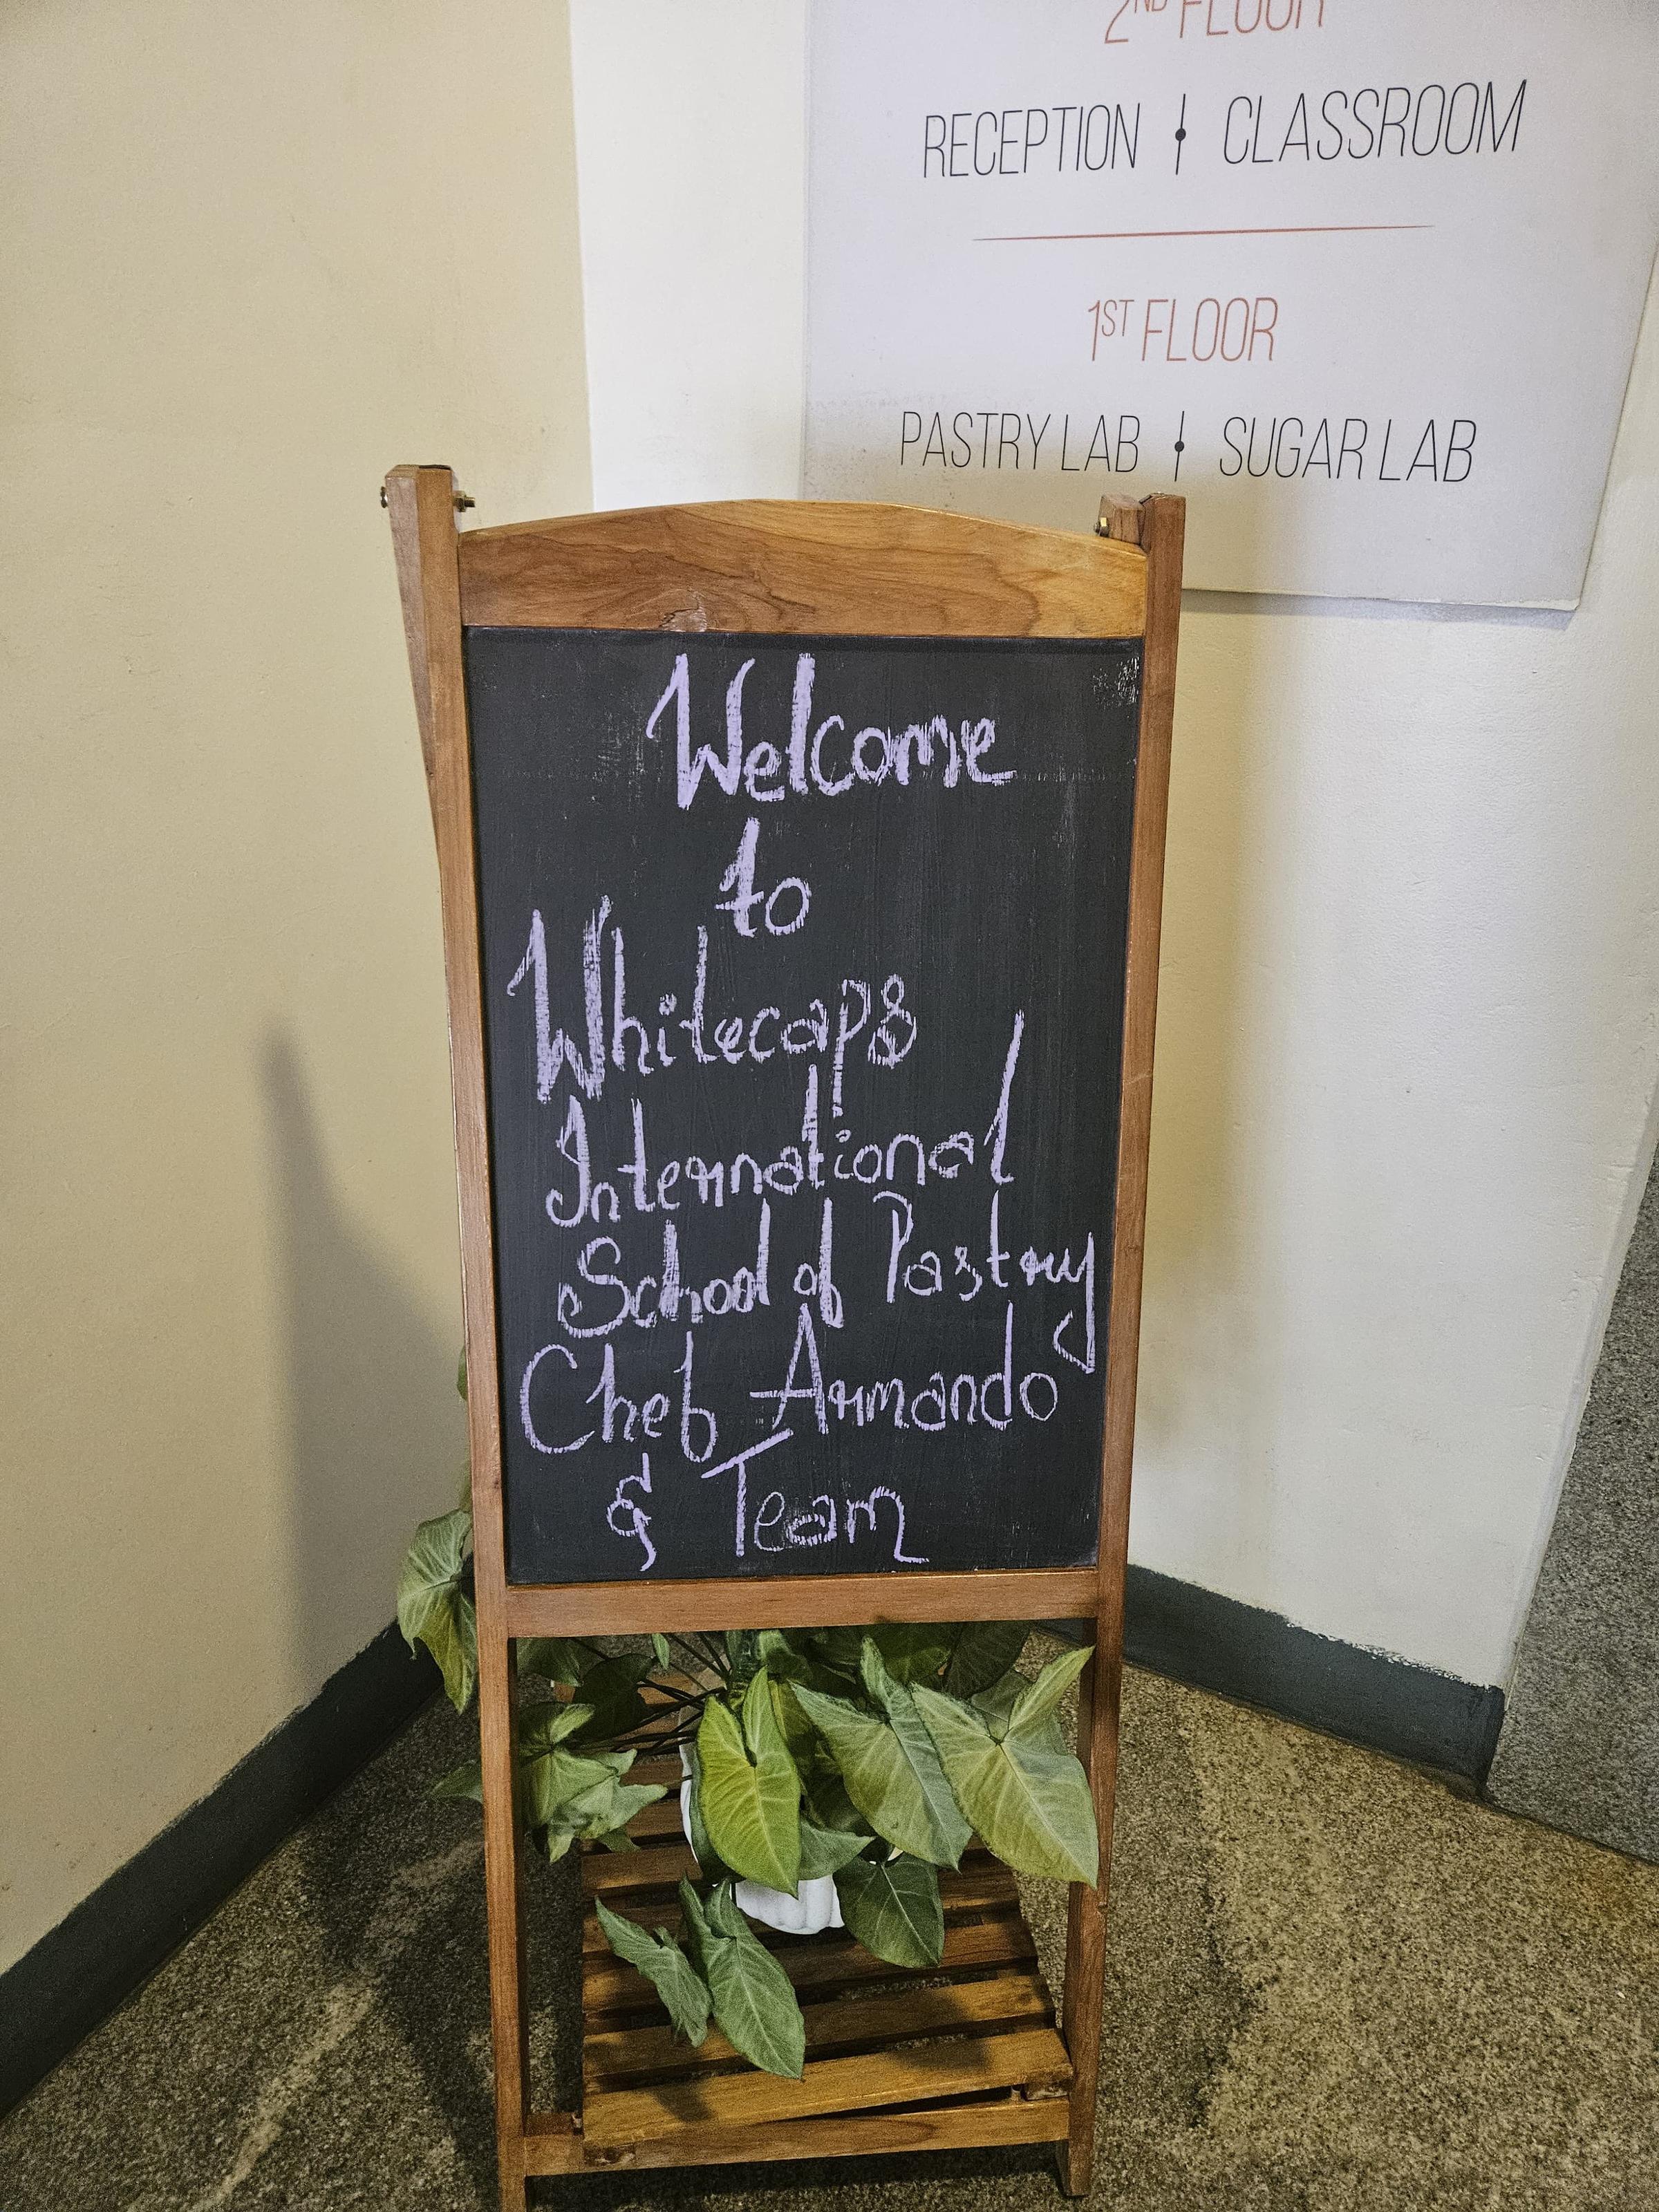 2ND FLOOR
RECEPTION | CLASSROOM
1ST FLOOR
PASTRY LAB | SUGAR LAB
Welcome
to
Whitecaps
International
School of Pastry
Chef Armando
& Team